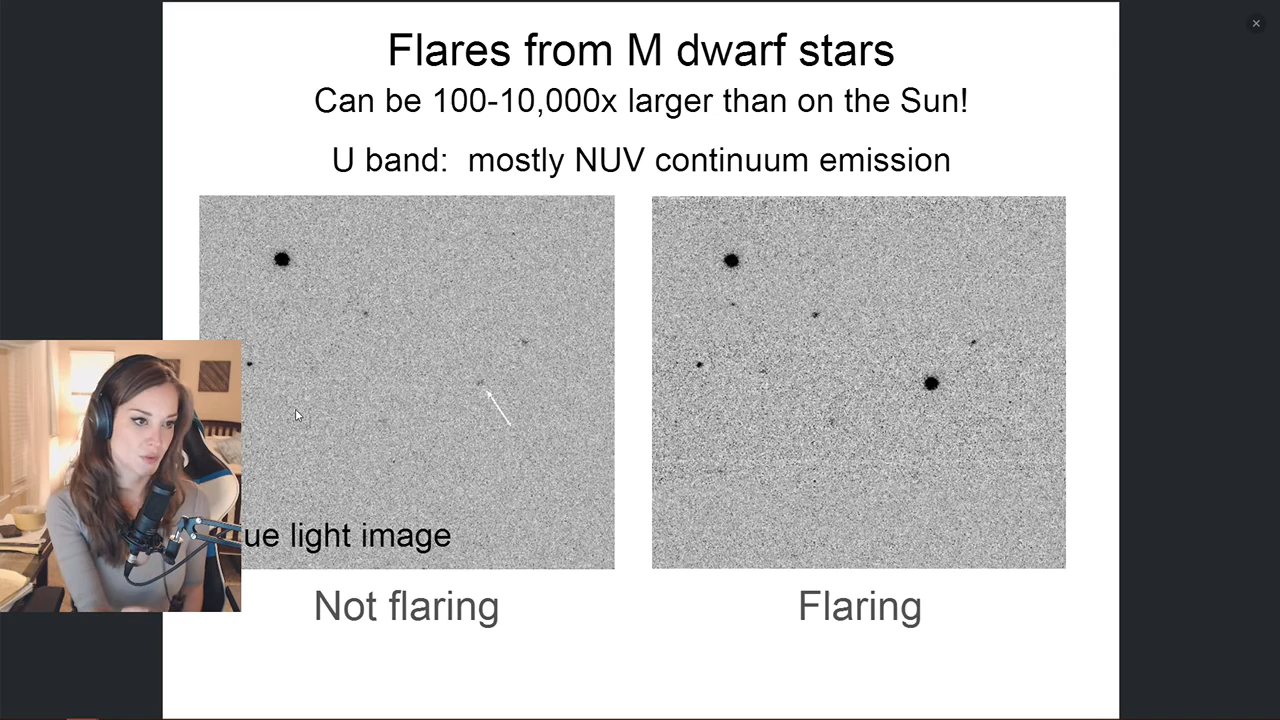 Flares from M dwarf stars
Can be 100-10,000x larger than on the Sun!
U band: mostly NUV continuum emission
ue light image
Not flaring
Flaring